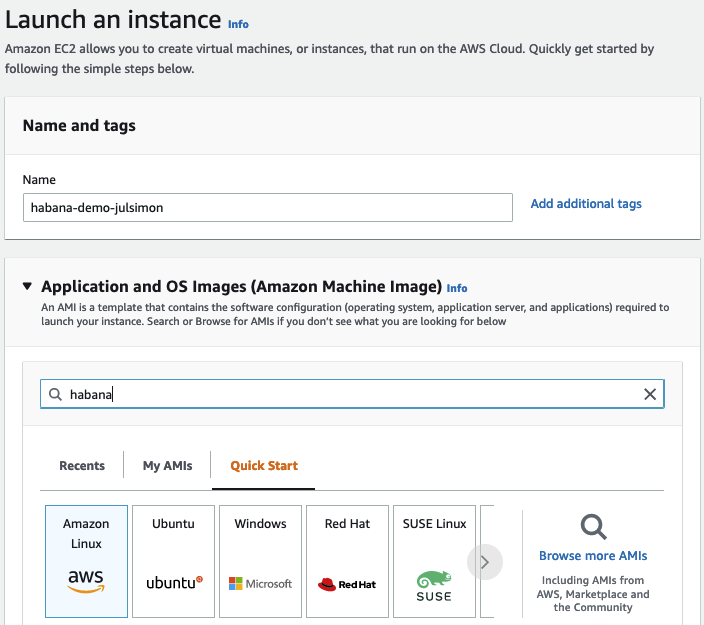 Launch an instance Info
Amazon EC2 allows you to create virtual machines, or instances, that run on the AWS Cloud. Quickly get started by
following the simple steps below.
Name and tags
Name
habana-demo-julsimon
Add additional tags
Application and OS Images (Amazon Machine Image) Info
An AMI is a template that contains the software configuration (operating system, application server, and applications) required to
launch your instance. Search or Browse for AMIs if you don't see what you are looking for below
habana
Recents
My AMIs
Quick Start
Amazon
Linux
aws
Ubuntu
ubuntu
Windows
Microsoft
Red Hat
Red Hat
SUSE Linux
SUSE
Browse more AMIs
Including AMIs from
AWS, Marketplace and
the Community